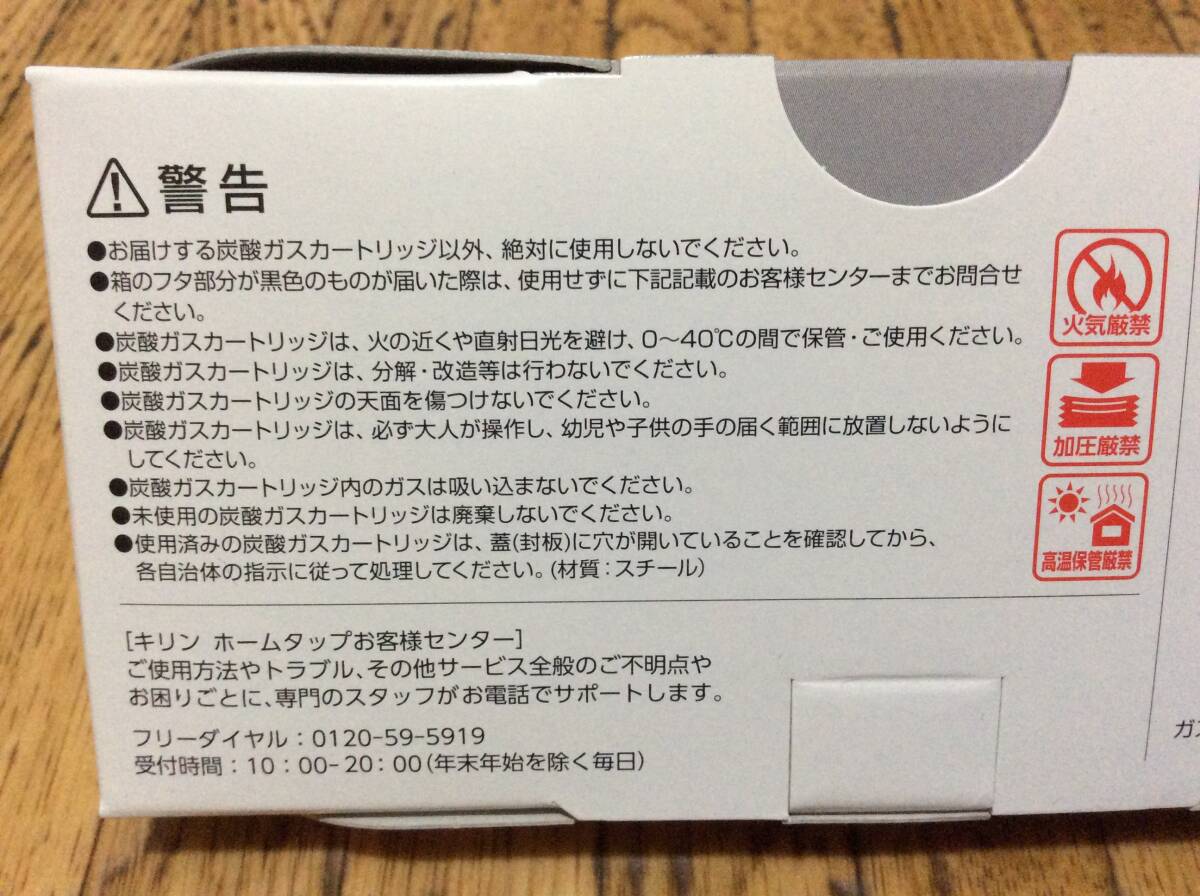 警告
●お届けする炭酸ガスカートリッジ以外、絶対に使用しないでください。
●箱のフタ部分が黒色のものが届いた際は、使用せずに下記記載のお客様センターまでお問合せ
ください。
●炭酸ガスカートリッジは、火の近くや直射日光を避け、0〜40℃の間で保管・ご使用ください。
●炭酸ガスカートリッジは、分解・改造等は行わないでください。
●炭酸ガスカートリッジの天面を傷つけないでください。
●炭酸ガスカートリッジは、必ず大人が操作し、幼児や子供の手の届く範囲に放置しないように
してください。
●炭酸ガスカートリッジ内のガスは吸い込まないでください。
●未使用の炭酸ガスカートリッジは廃棄しないでください。
●使用済みの炭酸ガスカートリッジは、蓋(封板)に穴が開いていることを確認してから、
各自治体の指示に従って処理してください。(材質：スチール)
火気厳禁
加圧厳禁
高温保管厳禁
[キリン ホームタップお客様センター]
ご使用方法やトラブル、その他サービス全般のご不明点や
お困りごとに、専門のスタッフがお電話でサポートします。
フリーダイヤル：0120-59-5919
受付時間：10：00-20：00(年末年始を除く毎日)